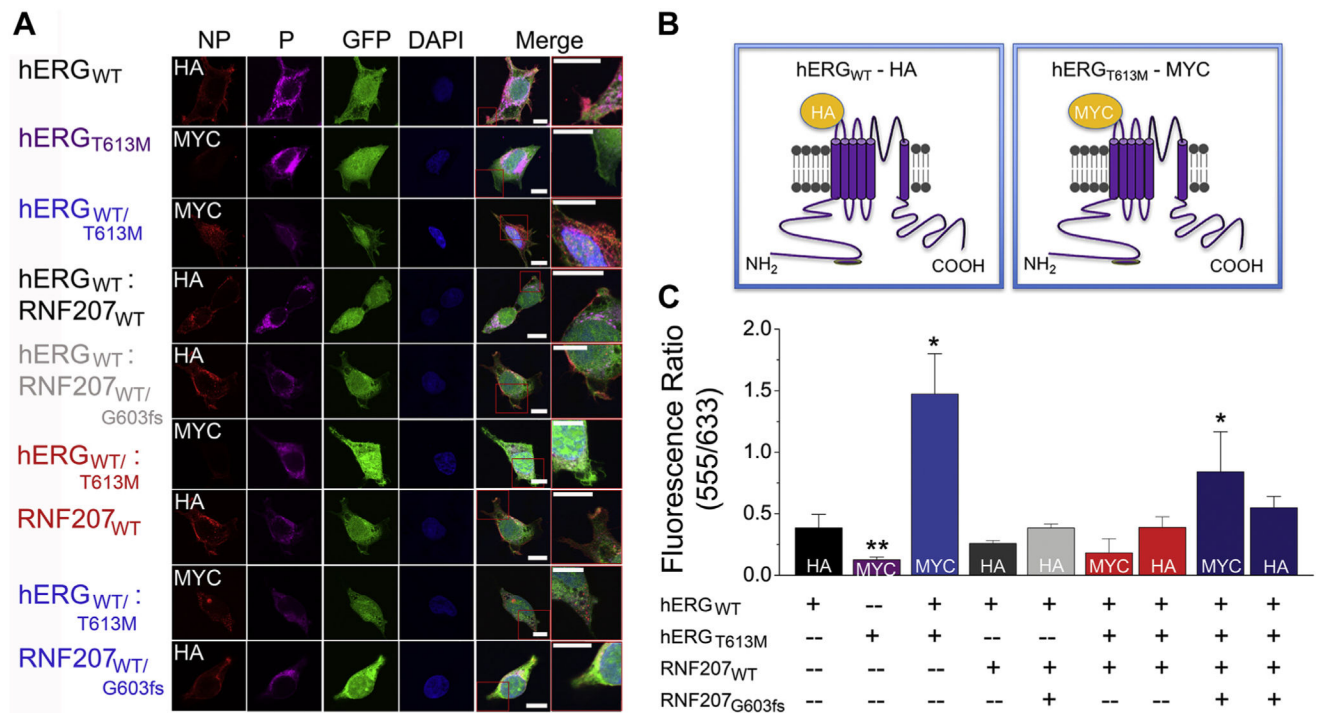 A
NP P GFP DAPI Merge
hERGWT HA
hERGT613M MYC
hERGWT/ MYC
T613M
hERGWT : HA
RNF207WT
hERGWT : HA
RNF207WT/
G603fs
hERGWT/ : MYC
T613M
RNF207WT HA
hERGWT/ : MYC
T613M
RNF207WT/ HA
G603fs
B
hERGWT - HA
HA
NH2 COOH
hERGT613M - MYC
MYC
NH2 COOH
C
Fluorescence Ratio
(555/633)
2.0
1.5
1.0
0.5
0.0
* ** * 
HA MYC MYC HA HA MYC HA MYC HA
hERGWT + -- + + + + + + +
hERGT613M -- + + -- -- + + + +
RNF207WT -- -- -- + + + + + +
RNF207G603fs -- -- -- -- + -- -- + +